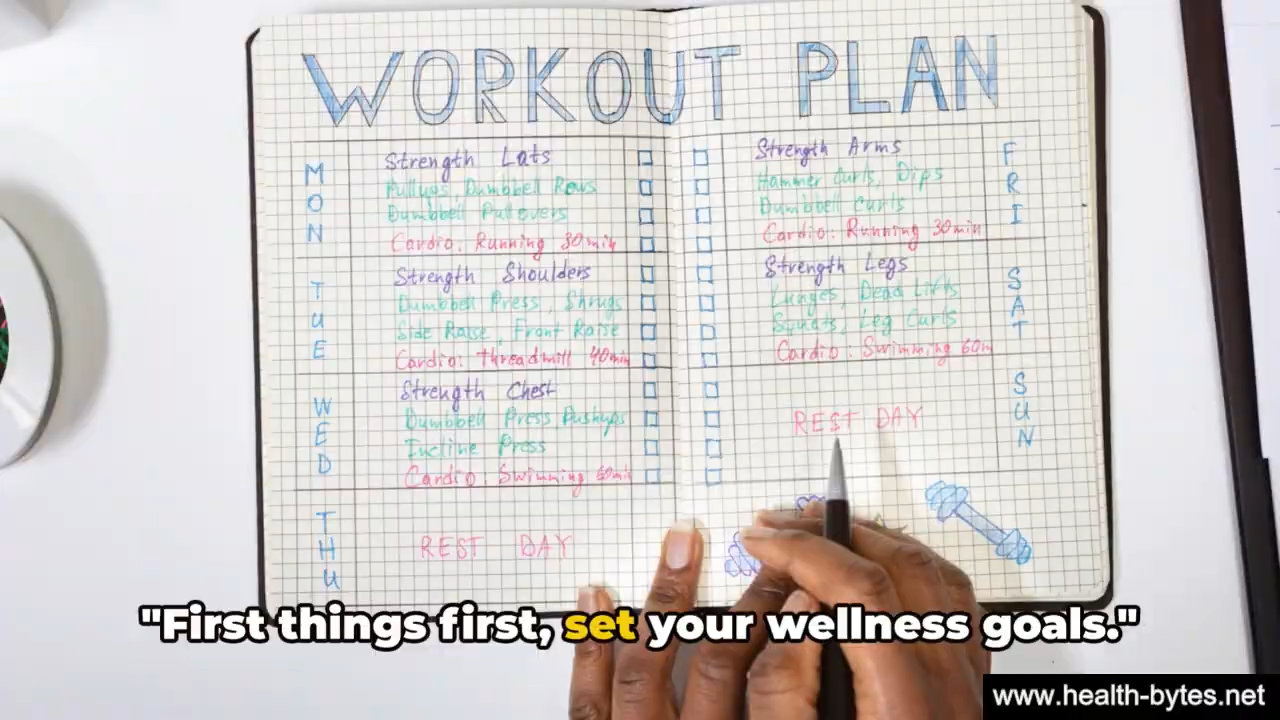 WORKOUT PLAN
MON
Strength Lats
Pullups, Dumbbell Rows
Dumbbell Pullovers
Cardio: Running 30min
TUE
Strength Shoulders
Dumbbell Press, Shrugs
Side Raise, Front Raise
Cardio: threadmill 40min
WED
Strength Chest
Dumbbell Press Pushups
Incline Press
Cardio: Swimming 60min
THU
REST DAY
Strength Arms
Hammer Curls, Dips
Dumbbell Curls
Cardio: Running 30min
FRI
Strength Legs
Lunges, Dead Lifts
Squats, Leg Curls
Cardio: Swimming 60m
SAT
REST DAY
SUN
"First things first, set your wellness goals."
www.health-bytes.net